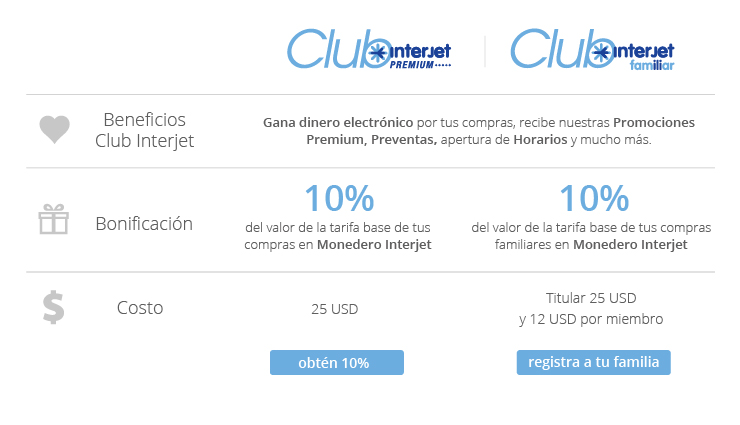 Club interjet PREMIUM
Club interjet familiar
Beneficios
Club Interjet
Gana dinero electrónico por tus compras, recibe nuestras Promociones
Premium, Preventas, apertura de Horarios y mucho más.
Bonificación
10%
del valor de la tarifa base de tus
compras en Monedero Interjet
10%
del valor de la tarifa base de tus compras
familiares en Monedero Interjet
$
Costo
25 USD
Titular 25 USD
y 12 USD por miembro
obtén 10%
registra a tu familia